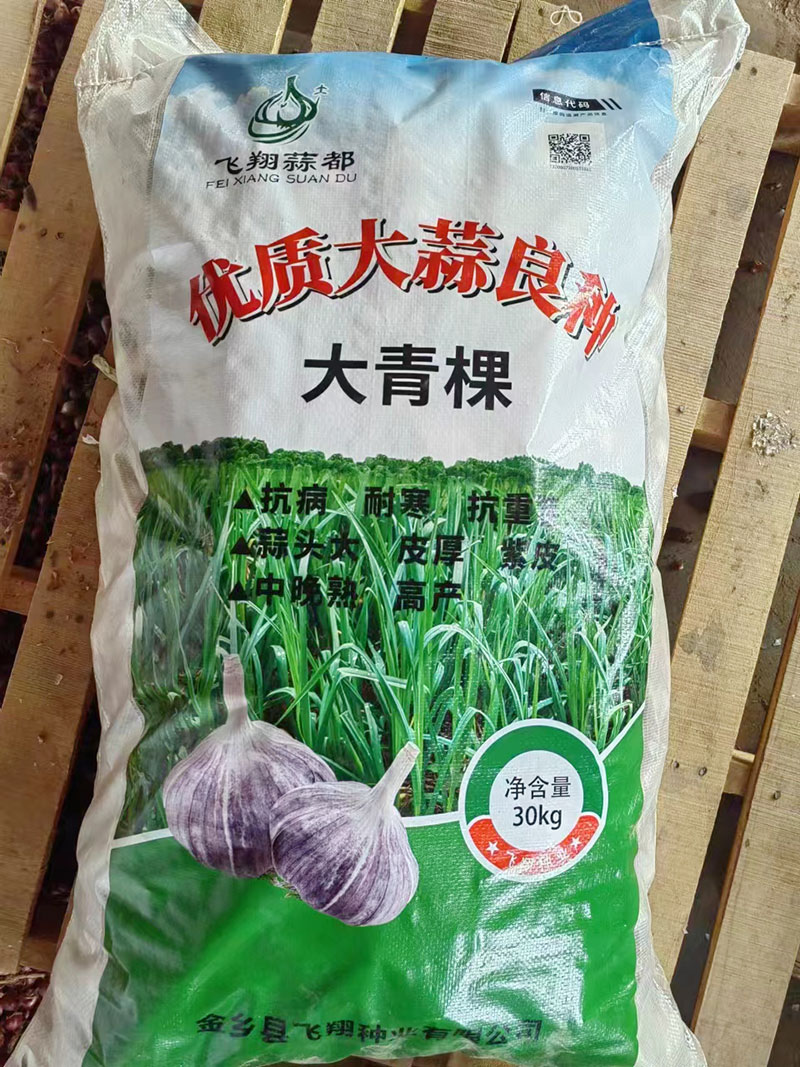 飞翔蒜都
FEI XIANG SUAN DU
信息代码
优质大蒜良种
大青棵
▲抗病 耐寒 抗重
▲蒜头大 皮厚 紫皮
▲中晚熟 高产
净含量
30kg
金乡县飞翔种业有限公司